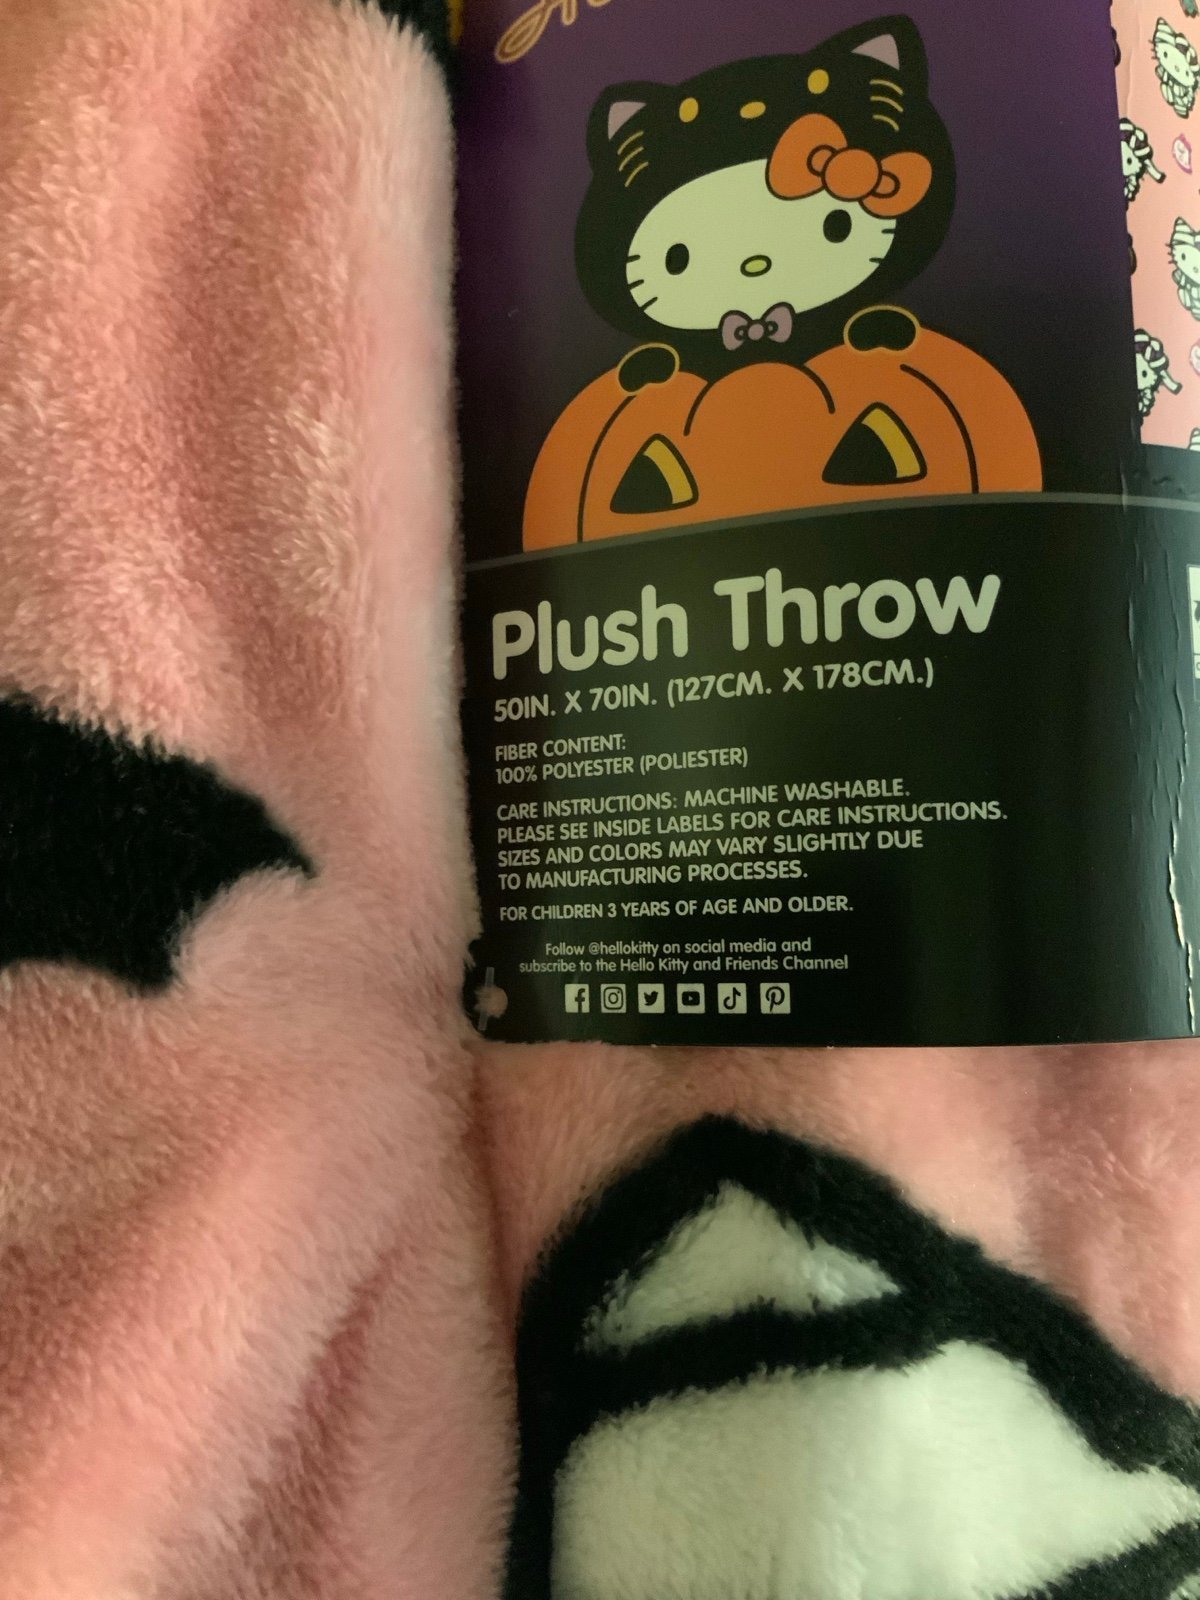 Plush Throw
50IN. X 70IN. (127CM. X 178CM.)
FIBER CONTENT:
100% POLYESTER (POLIESTER)
CARE INSTRUCTIONS: MACHINE WASHABLE.
PLEASE SEE INSIDE LABELS FOR CARE INSTRUCTIONS.
SIZES AND COLORS MAY VARY SLIGHTLY DUE
TO MANUFACTURING PROCESSES.
FOR CHILDREN 3 YEARS OF AGE AND OLDER.
Follow @hellokitty on social media and
subscribe to the Hello Kitty and Friends Channel